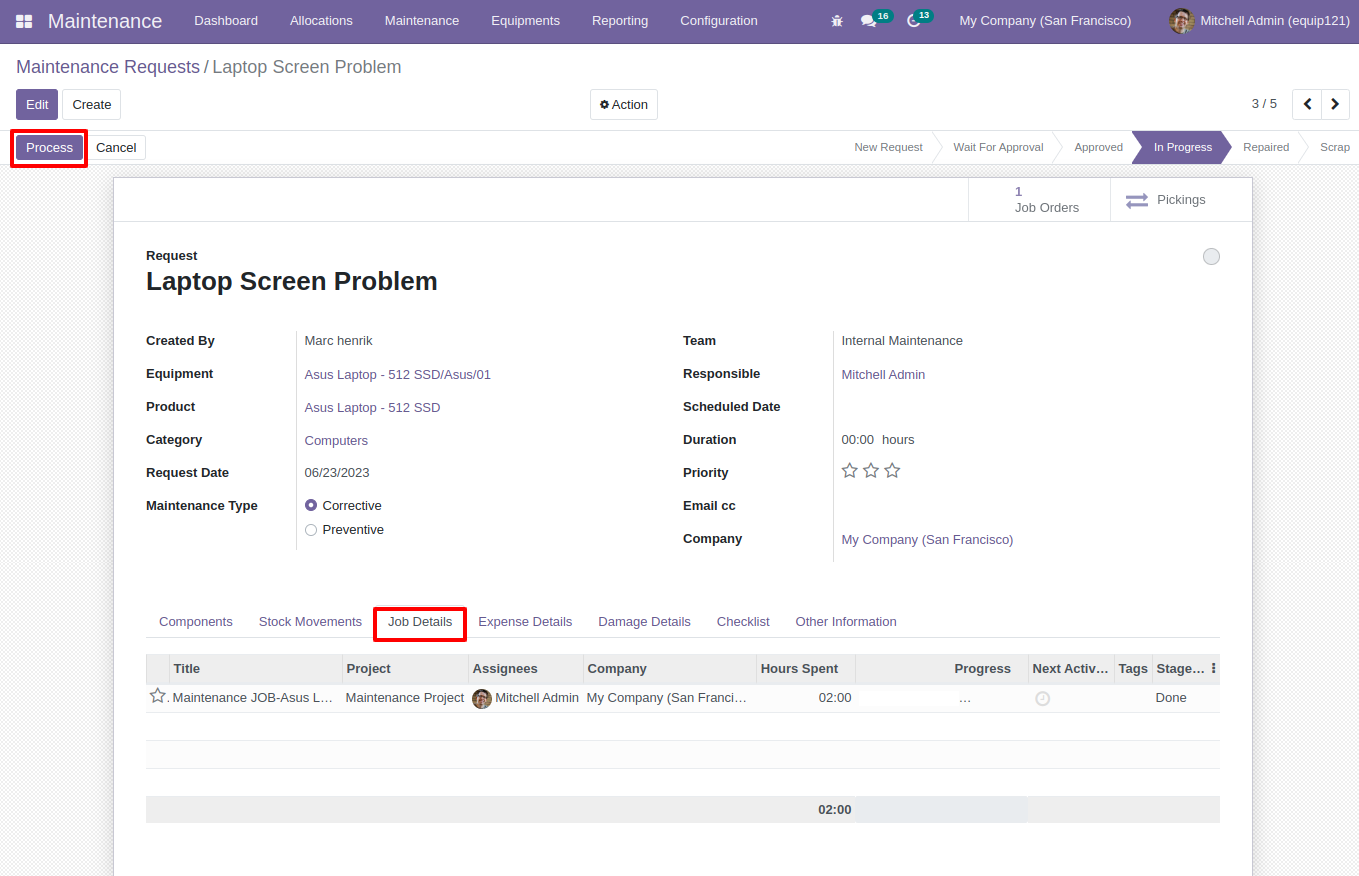 Maintenance Dashboard Allocations Maintenance Equipments Reporting Configuration 16 13 My Company (San Francisco) Mitchell Admin (equip121)
Maintenance Requests / Laptop Screen Problem
Edit Create Action 3 / 5
Process Cancel New Request Wait For Approval Approved In Progress Repaired Scrap
1
Job Orders
Pickings
Request
Laptop Screen Problem
Created By Marc henrik
Equipment Asus Laptop - 512 SSD/Asus/01
Product Asus Laptop - 512 SSD
Category Computers
Request Date 06/23/2023
Maintenance Type Corrective
Preventive
Team Internal Maintenance
Responsible Mitchell Admin
Scheduled Date
Duration 00:00 hours
Priority
Email cc
Company My Company (San Francisco)
Components Stock Movements Job Details Expense Details Damage Details Checklist Other Information
Title Project Assignees Company Hours Spent Progress Next Activ... Tags Stage...
Maintenance JOB-Asus L... Maintenance Project Mitchell Admin My Company (San Franci... 02:00 ... Done
02:00